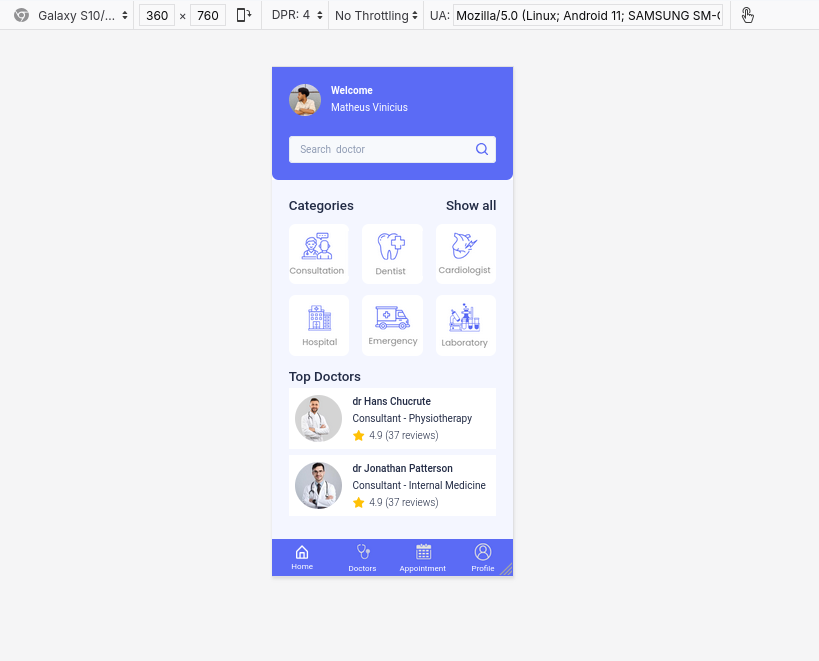 Galaxy S10/... 360 × 760 DPR: 4 No Throttling UA: Mozilla/5.0 (Linux; Android 11; SAMSUNG SM-G
Welcome
Matheus Vinicius
Search doctor
Categories Show all
Consultation Dentist Cardiologist
Hospital Emergency Laboratory
Top Doctors
dr Hans Chucrute
Consultant - Physiotherapy
4.9 (37 reviews)
dr Jonathan Patterson
Consultant - Internal Medicine
4.9 (37 reviews)
Home Doctors Appointment Profile